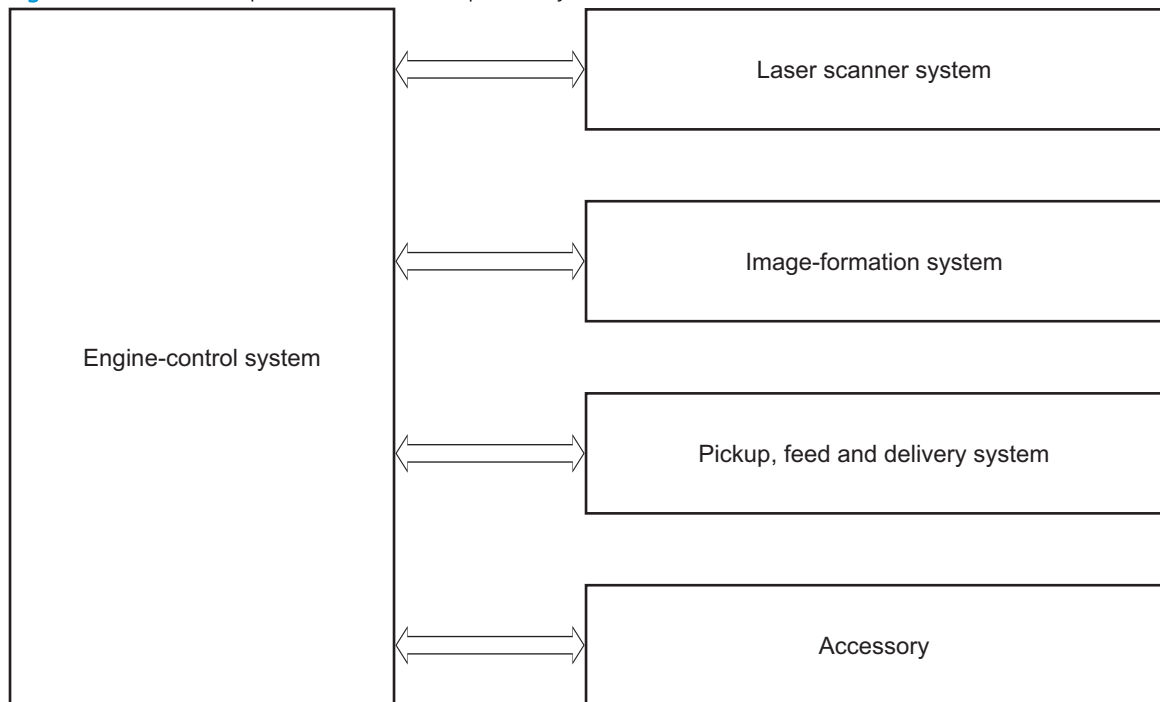 Laser scanner system
Image-formation system
Engine-control system
Pickup, feed and delivery system
Accessory